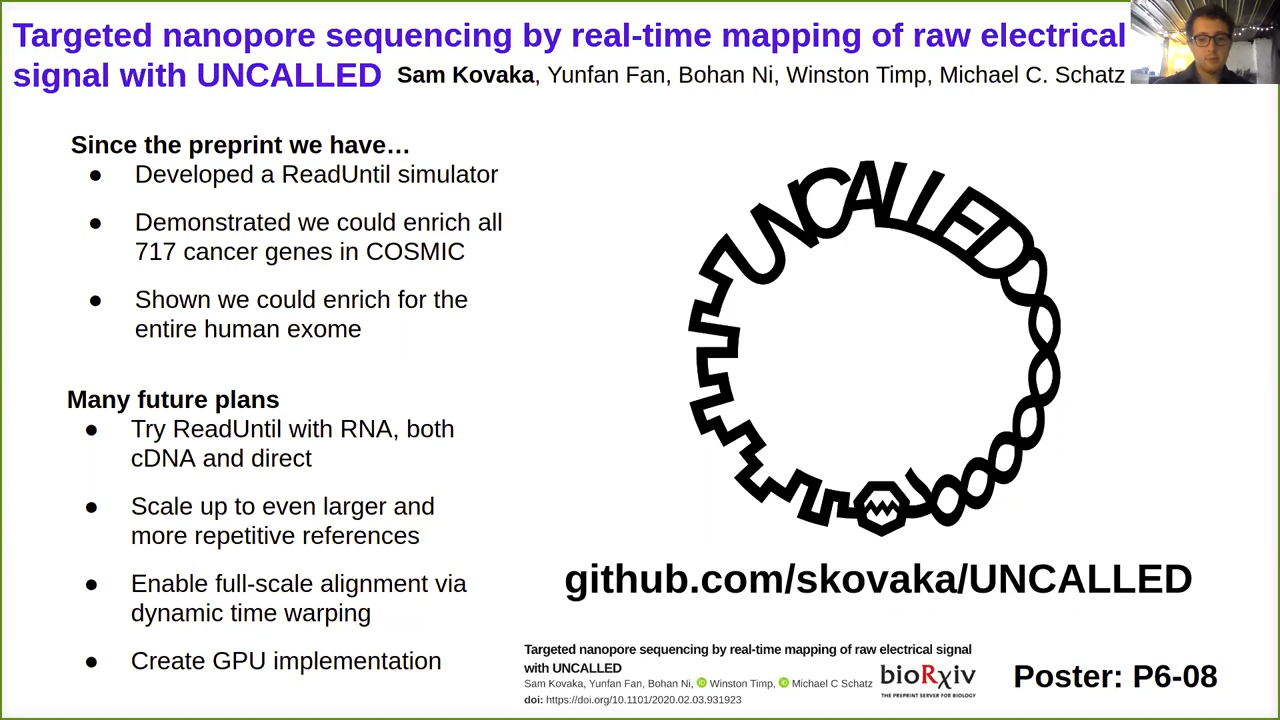 Targeted nanopore sequencing by real-time mapping of raw electrical
signal with UNCALLED Sam Kovaka, Yunfan Fan, Bohan Ni, Winston Timp, Michael C. Schatz
Since the preprint we have…
● Developed a ReadUntil simulator
● Demonstrated we could enrich all
717 cancer genes in COSMIC
● Shown we could enrich for the
entire human exome
Many future plans
● Try ReadUntil with RNA, both
cDNA and direct
● Scale up to even larger and
more repetitive references
● Enable full-scale alignment via
dynamic time warping
● Create GPU implementation
UNCALLED
github.com/skovaka/UNCALLED
Targeted nanopore sequencing by real-time mapping of raw electrical signal
with UNCALLED
Sam Kovaka, Yunfan Fan, Bohan Ni, iD Winston Timp, iD Michael C Schatz
doi: https://doi.org/10.1101/2020.02.03.931923
bioRxiv
THE PREPRINT SERVER FOR BIOLOGY
Poster: P6-08